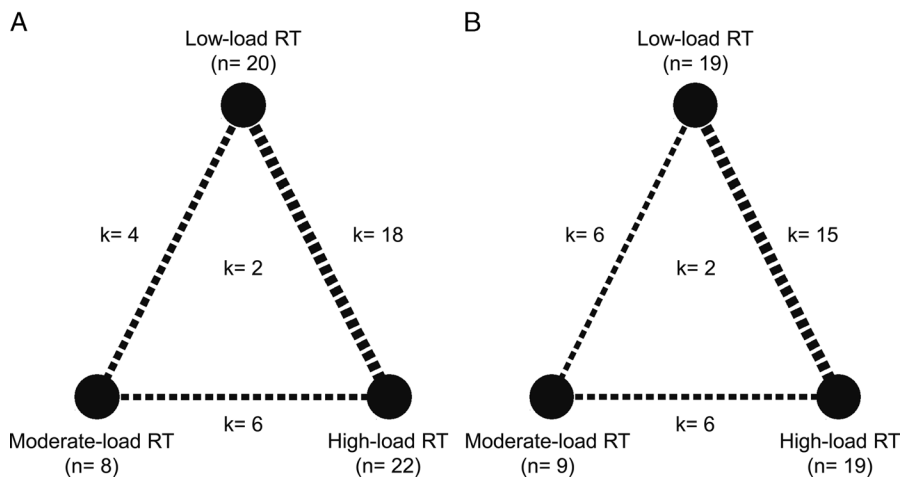 A
Low-load RT
(n= 20)
k= 4
k= 18
k= 2
k= 6
Moderate-load RT
(n= 8)
High-load RT
(n= 22)
B
Low-load RT
(n= 19)
k= 6
k= 15
k= 2
k= 6
Moderate-load RT
(n= 9)
High-load RT
(n= 19)